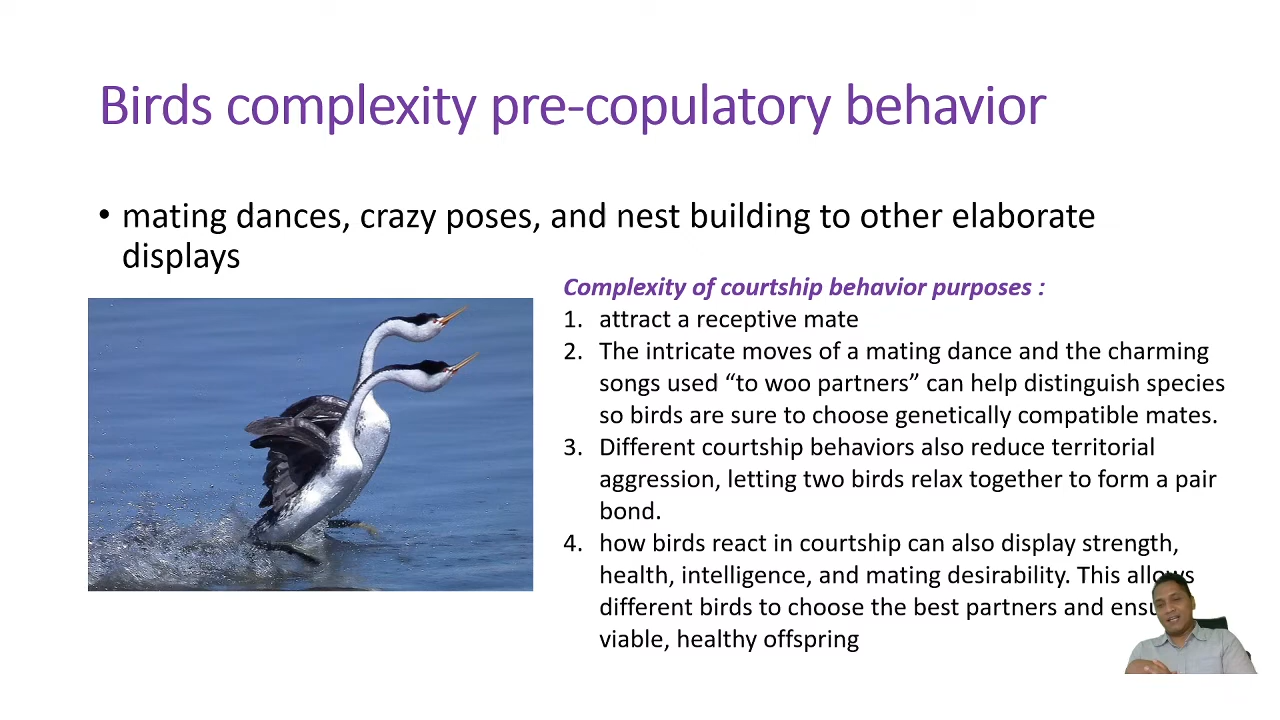 Birds complexity pre-copulatory behavior
• mating dances, crazy poses, and nest building to other elaborate
displays
Complexity of courtship behavior purposes :
1. attract a receptive mate
2. The intricate moves of a mating dance and the charming
songs used “to woo partners” can help distinguish species
so birds are sure to choose genetically compatible mates.
3. Different courtship behaviors also reduce territorial
aggression, letting two birds relax together to form a pair
bond.
4. how birds react in courtship can also display strength,
health, intelligence, and mating desirability. This allows
different birds to choose the best partners and ensu
viable, healthy offspring